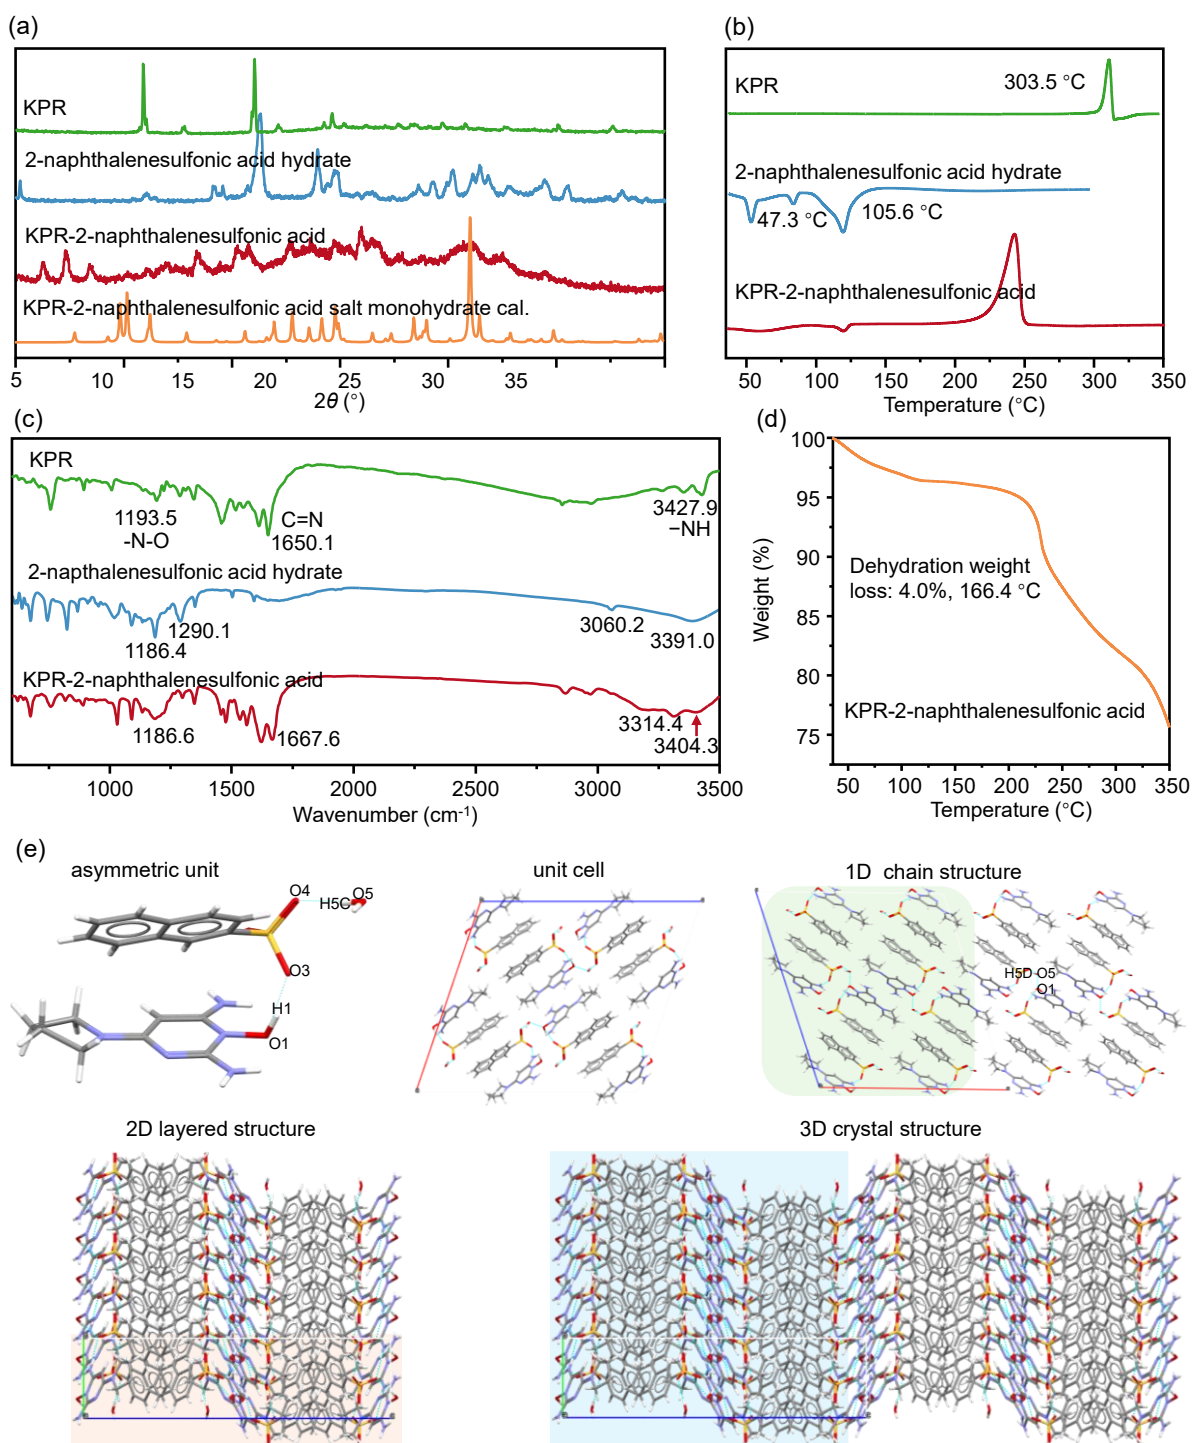 (a)
KPR
2-naphthalenesulfonic acid hydrate
KPR-2-naphthalenesulfonic acid
KPR-2-naphthalenesulfonic acid salt monohydrate cal.
5 10 15 20 25 30 35
2θ (°)
(b)
KPR
303.5 °C
2-naphthalenesulfonic acid hydrate
47.3 °C
105.6 °C
KPR-2-naphthalenesulfonic acid
50 100 150 200 250 300 350
Temperature (°C)
(c)
KPR
1193.5
-N-O
C=N
1650.1
3427.9
−NH
2-napthalenesulfonic acid hydrate
1290.1
1186.4
3060.2
3391.0
KPR-2-naphthalenesulfonic acid
1186.6
1667.6
3314.4
3404.3
1000 1500 2000 2500 3000 3500
Wavenumber (cm⁻¹)
(d)
100
95
90
85
80
75
Weight (%)
Dehydration weight
loss: 4.0%, 166.4 °C
KPR-2-naphthalenesulfonic acid
50 100 150 200 250 300 350
Temperature (°C)
(e)
asymmetric unit
O4
H5C
O5
O3
H1
O1
unit cell
1D chain structure
H5D O5
O1
2D layered structure
3D crystal structure